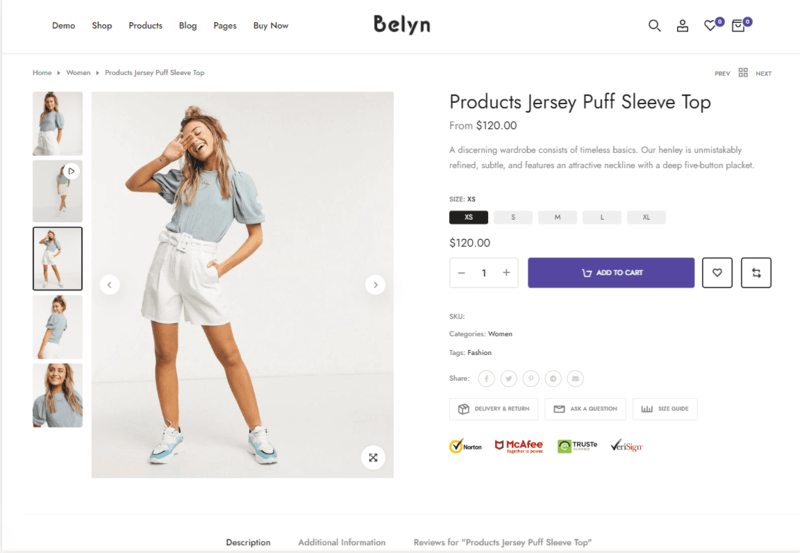 Demo Shop Products Blog Pages Buy Now
Belyn
0 0
Home Women Products Jersey Puff Sleeve Top
PREV NEXT
Products Jersey Puff Sleeve Top
From $120.00
A discerning wardrobe consists of timeless basics. Our henley is unmistakably
refined, subtle, and features an attractive neckline with a deep five-button placket.
SIZE: XS
XS S M L XL
$120.00
− 1 + ADD TO CART
SKU:
Categories: Women
Tags: Fashion
Share:
DELIVERY & RETURN ASK A QUESTION SIZE GUIDE
Norton McAfee TRUSTe VeriSign
Together is power.
Description Additional Information Reviews for "Products Jersey Puff Sleeve Top"